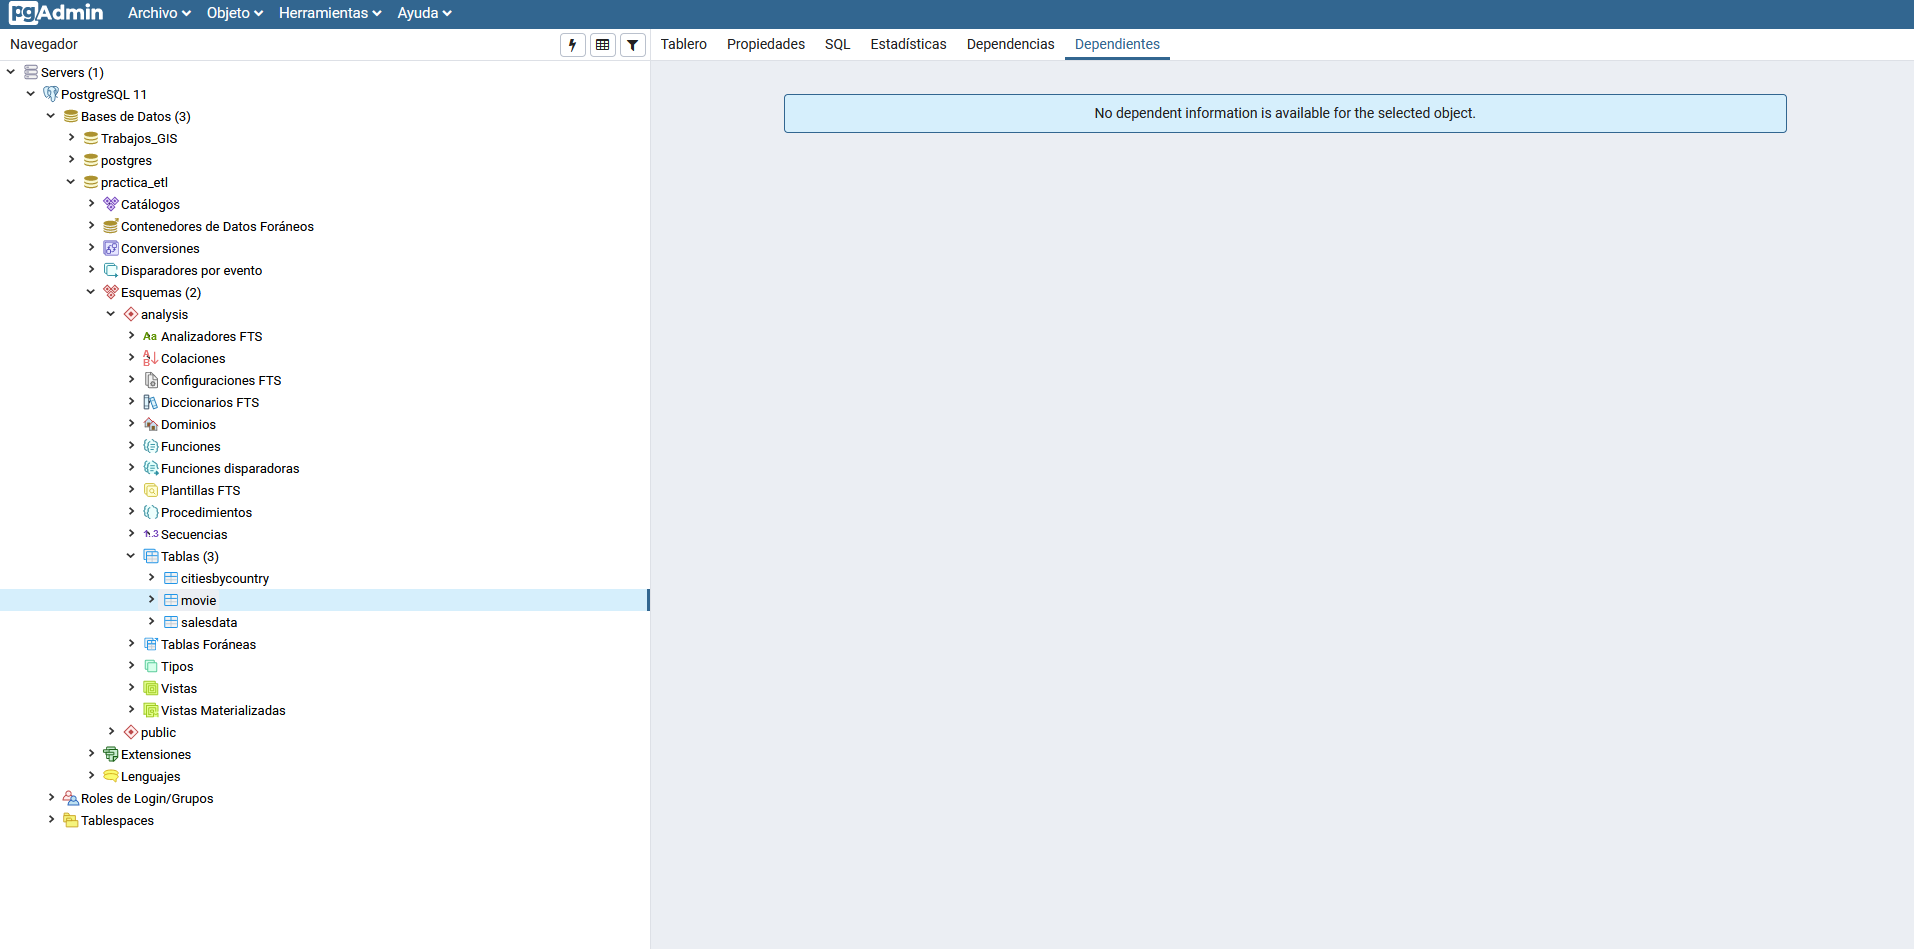 pgAdmin Archivo Objeto Herramientas Ayuda
Navegador
Tablero Propiedades SQL Estadísticas Dependencias Dependientes
Servers (1)
PostgreSQL 11
Bases de Datos (3)
Trabajos_GIS
postgres
practica_etl
Catálogos
Contenedores de Datos Foráneos
Conversiones
Disparadores por evento
Esquemas (2)
analysis
Aa Analizadores FTS
Colaciones
Configuraciones FTS
Diccionarios FTS
Dominios
Funciones
Funciones disparadoras
Plantillas FTS
Procedimientos
1..3 Secuencias
Tablas (3)
citiesbycountry
movie
salesdata
Tablas Foráneas
Tipos
Vistas
Vistas Materializadas
public
Extensiones
Lenguajes
Roles de Login/Grupos
Tablespaces
No dependent information is available for the selected object.